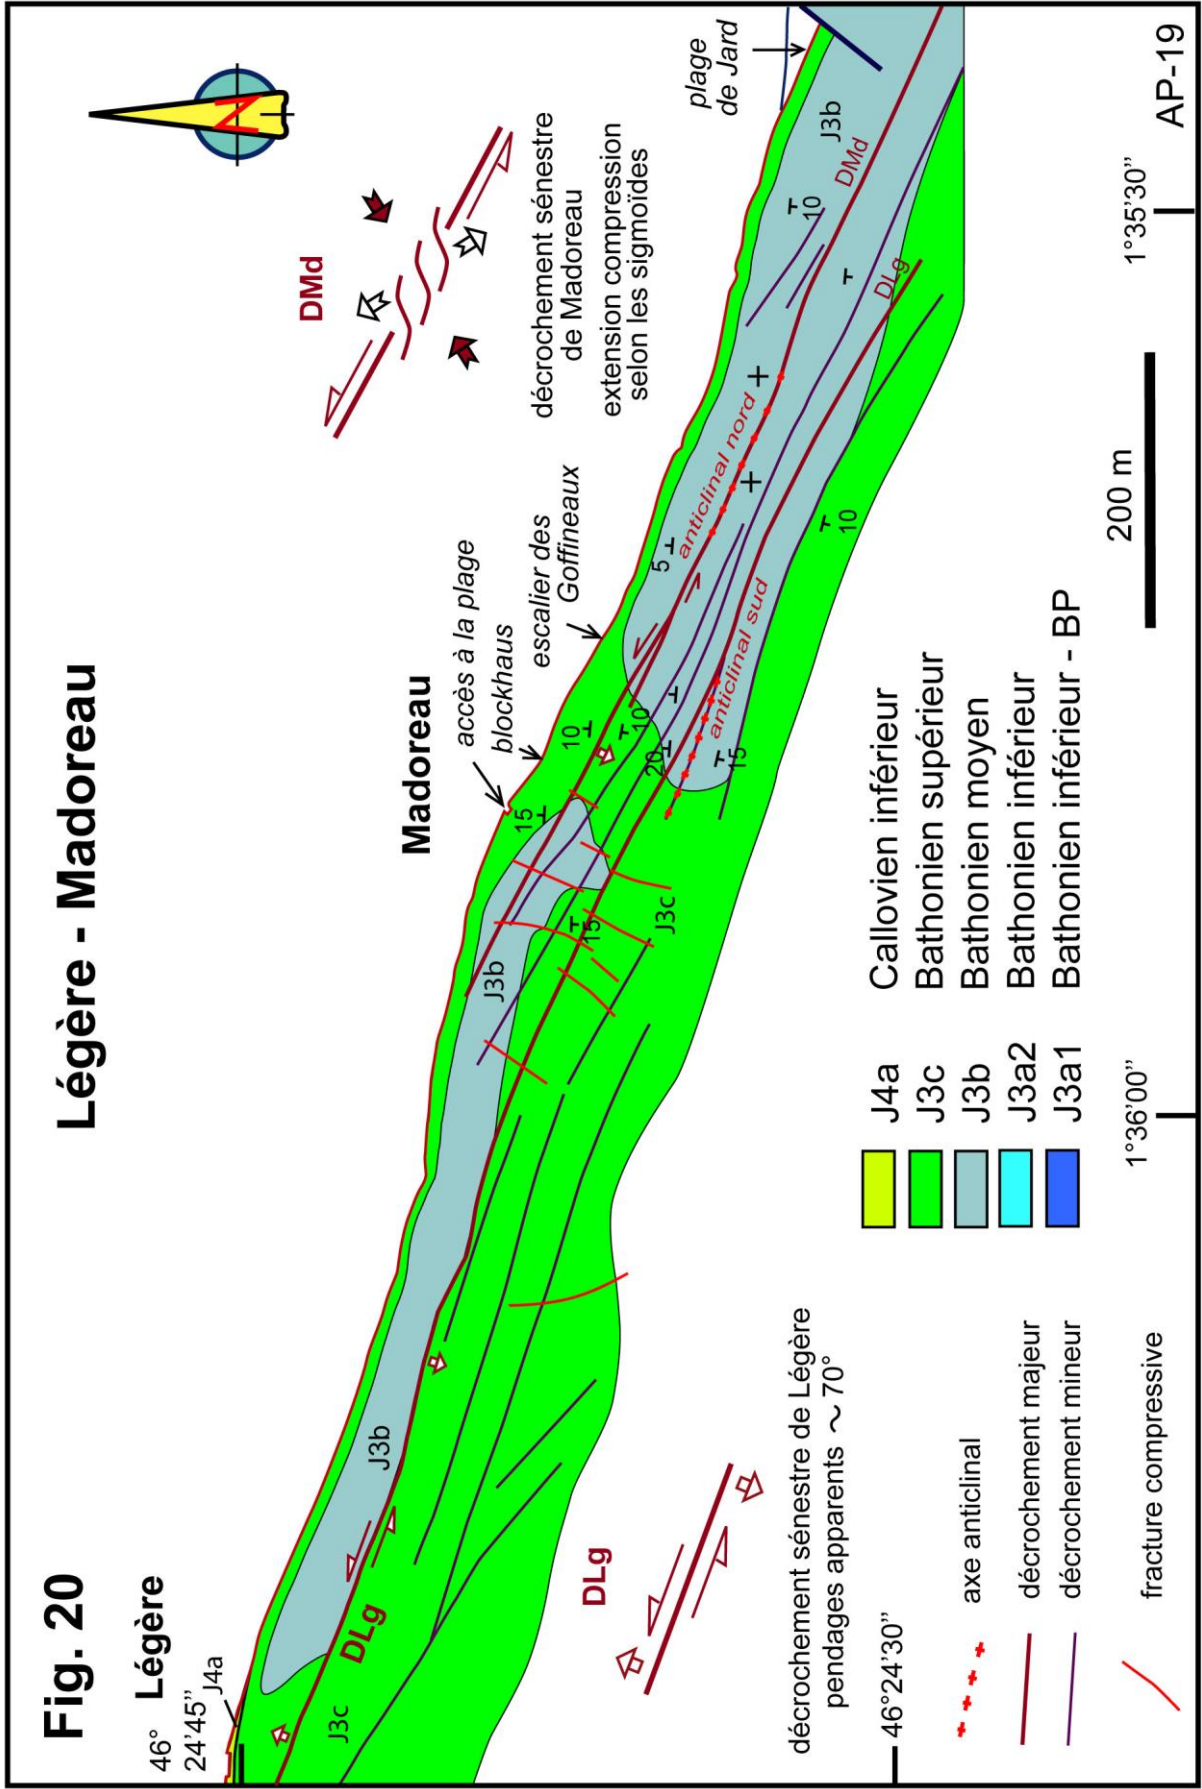 Fig. 20
Légère - Madoreau
46°
24’45’’
Légère
J4a
J3c
DLg
J3b
J3b
J3c
15
15
Madoreau
accès à la plage
blockhaus
escalier des
Goffineaux
10
10
20
15
5
anticlinal nord
anticlinal sud
10
10
J3b
DMd
DLg
plage
de Jard
N
DMd
décrochement sénestre
de Madoreau
extension compression
selon les sigmoïdes
DLg
décrochement sénestre de Légère
pendages apparents ~ 70°
46°24’30’’
axe anticlinal
décrochement majeur
décrochement mineur
fracture compressive
J4a Callovien inférieur
J3c Bathonien supérieur
J3b Bathonien moyen
J3a2 Bathonien inférieur
J3a1 Bathonien inférieur - BP
200 m
1°36’00’’
1°35’30’’
AP-19